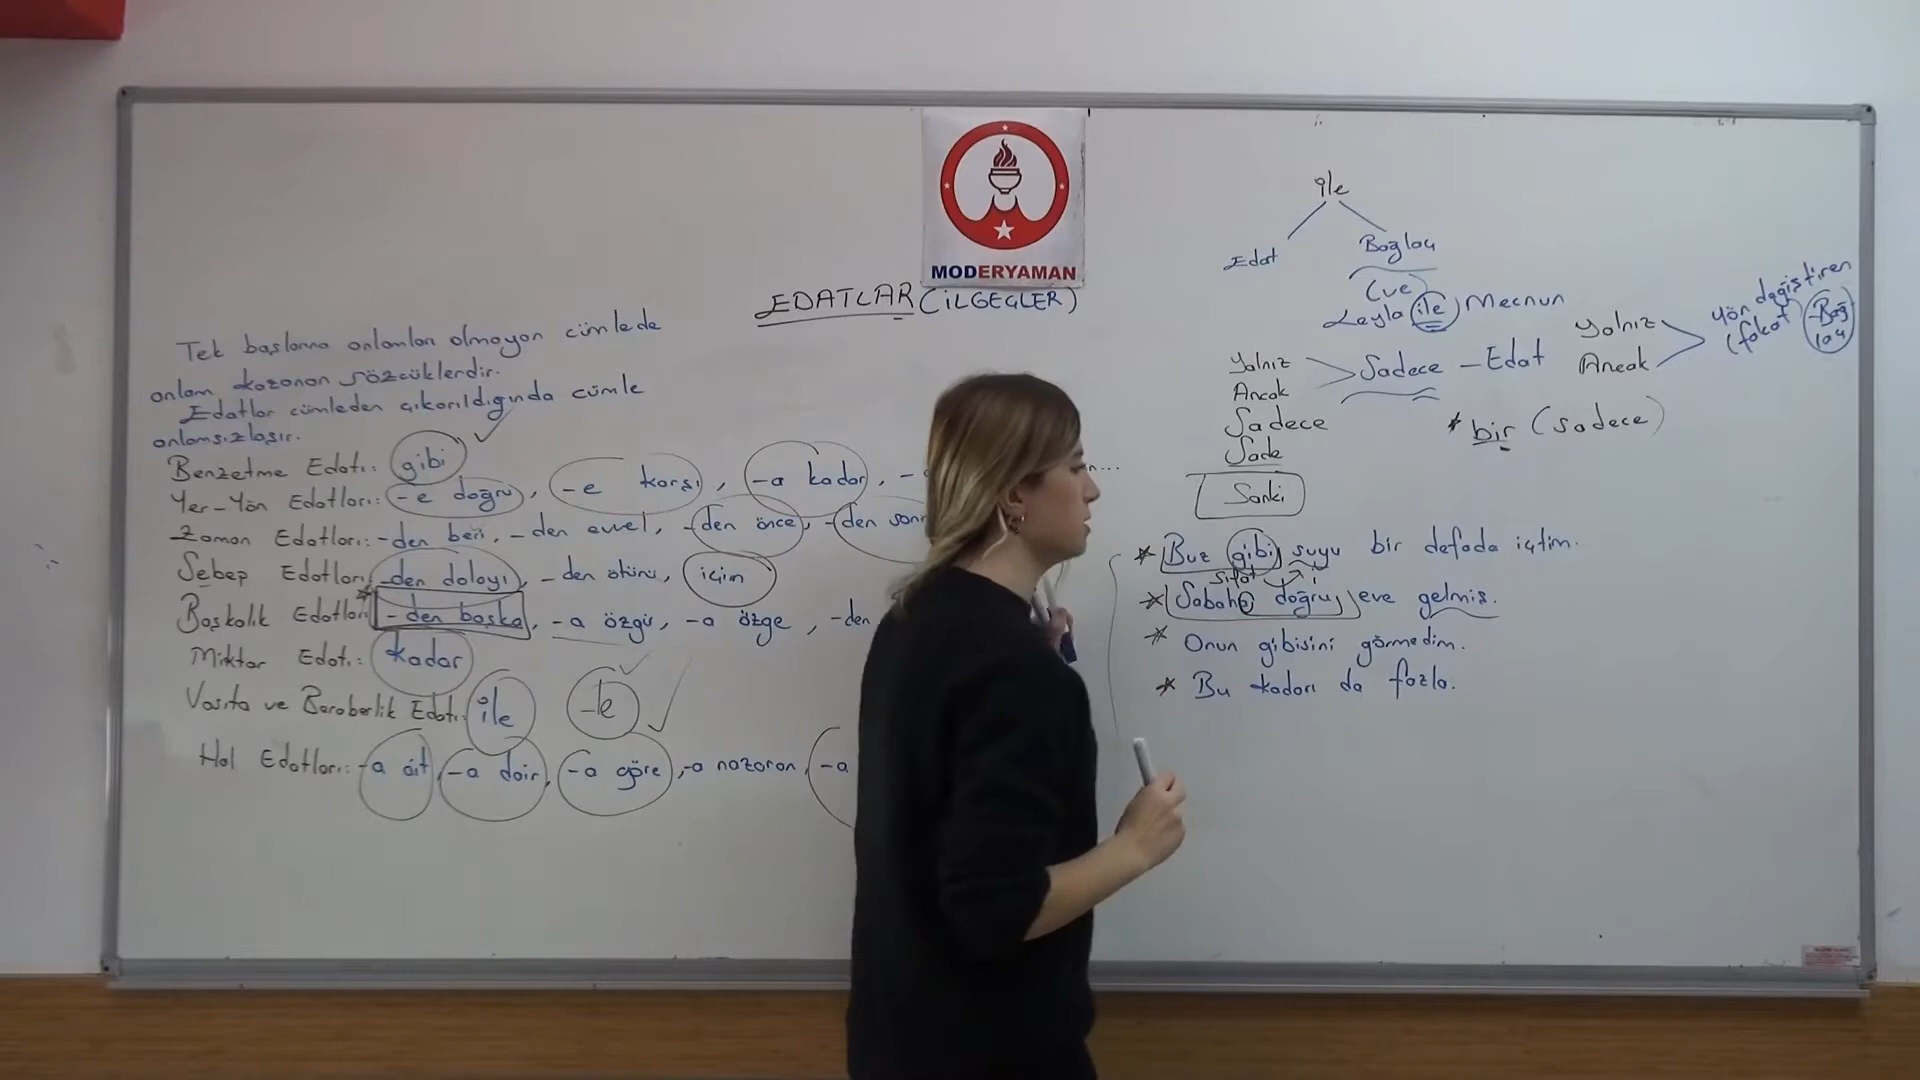 MODERYAMAN
EDATLAR (İLGEÇLER)
Tek başlarına anlamları olmayan cümlede
anlam kazanan sözcüklerdir.
Edatlar cümleden çıkarıldığında cümle
anlamsızlaşır.
Benzetme Edatı: gibi
Yer-Yön Edatları: -e doğru, -e karşı, -a kadar,
Zaman Edatları: -den beri, -den evvel, -den önce, -den
Sebep Edatları: -den dolayı, -den ötürü, için
Başkalık Edatları: -den başka, -a özgü, -a özge, -den
Miktar Edatı: kadar
Vasıta ve Beraberlik Edatı: ile -le
Hal Edatları: -a ait, -a dair, -a göre, -a nazaran, -a
ile
Edat Bağlaç
(ve)
Leyla ile Mecnun
Yalnız
Ancak
Sadece
Sade
Sadece - Edat
Yalnız
Ancak
Yön değiştiren
(fakat) -Bağlaç
* bir (sadece)
Sanki
* Buz gibi suyu bir defada içtim.
sıfat i
* Sabaha doğru eve gelmiş.
* Onun gibisini görmedim.
* Bu kadarı da fazla.